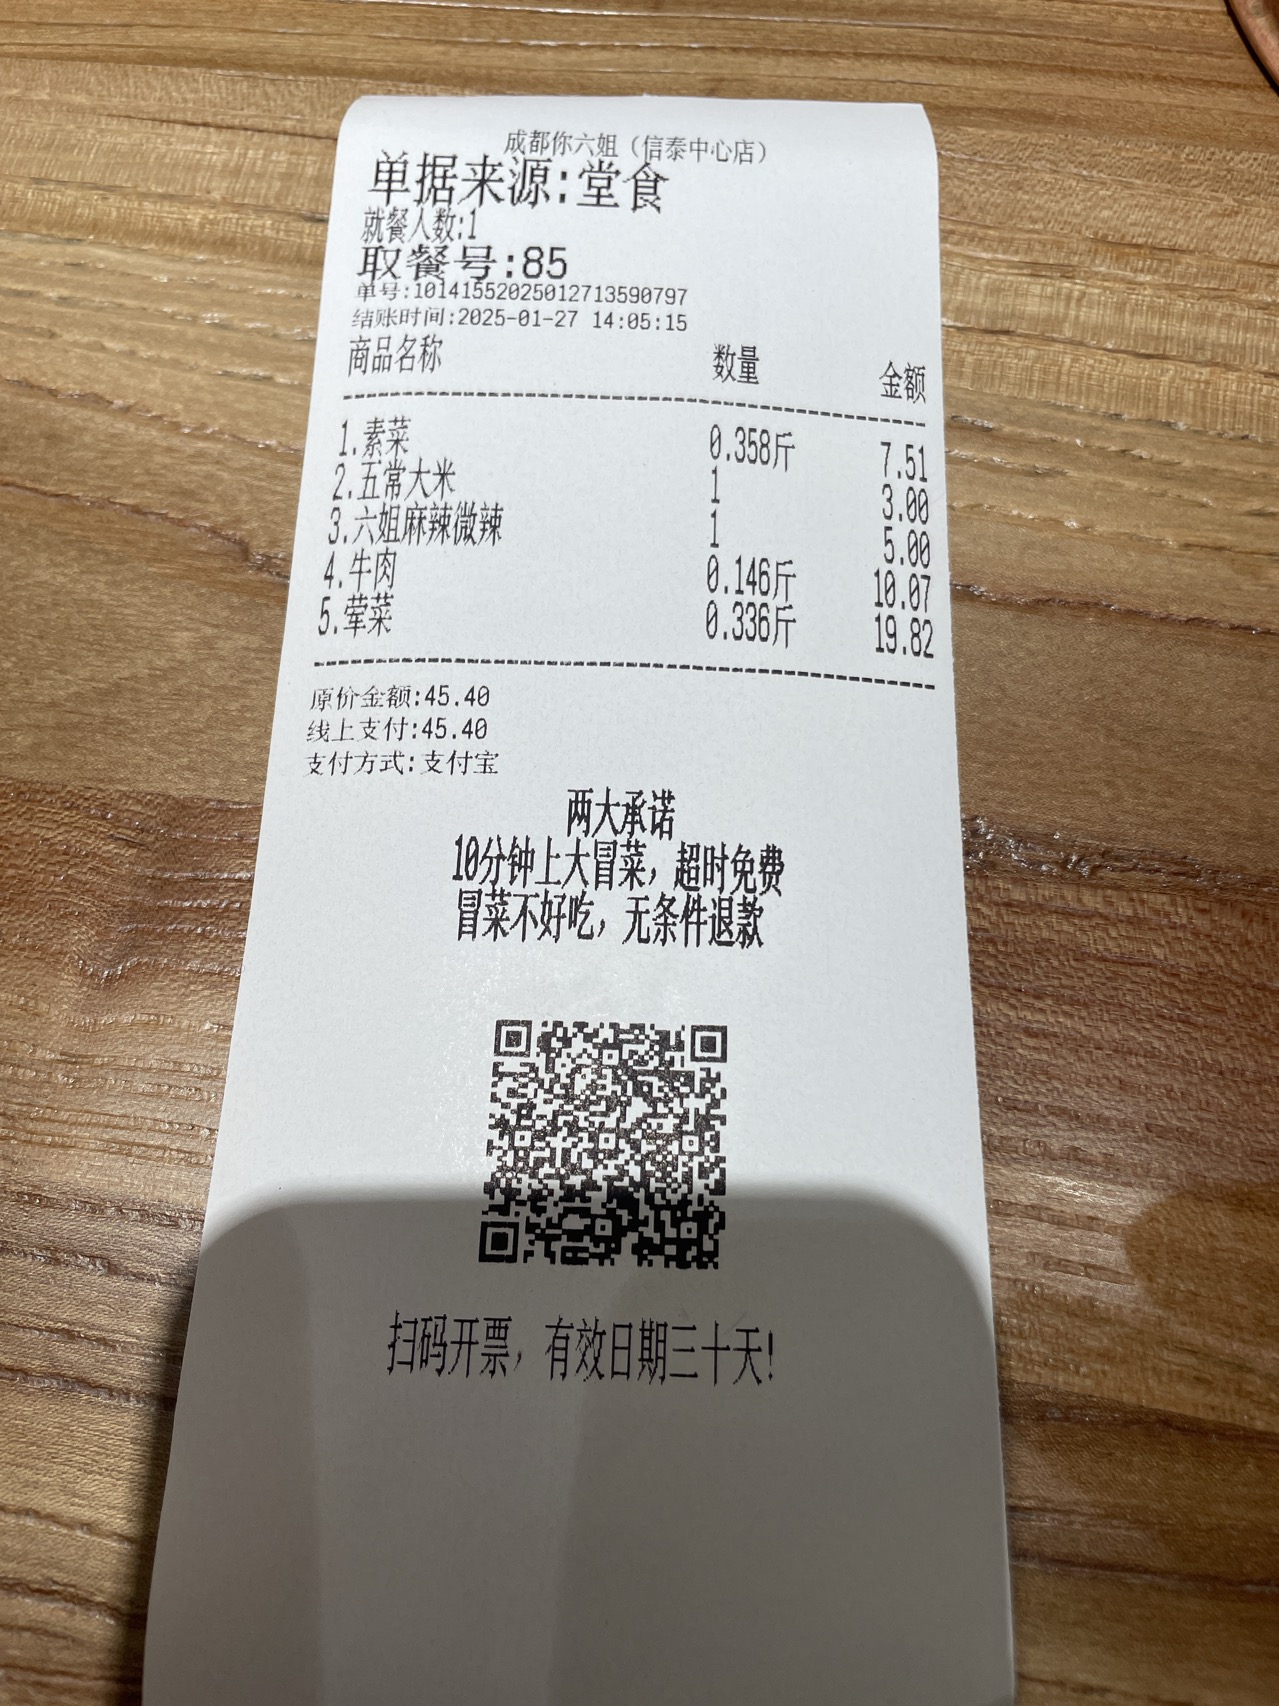 成都你六姐（信泰中心店）
单据来源:堂食
就餐人数:1
取餐号:85
单号:10141552025012713590797
结账时间:2025-01-27 14:05:15
商品名称 数量 金额
1.素菜 0.358斤 7.51
2.五常大米 1 3.00
3.六姐麻辣微辣 1 5.00
4.牛肉 0.146斤 10.07
5.荤菜 0.336斤 19.82
原价金额:45.40
线上支付:45.40
支付方式:支付宝
两大承诺
10分钟上大冒菜，超时免费
冒菜不好吃，无条件退款
扫码开票，有效日期三十天!